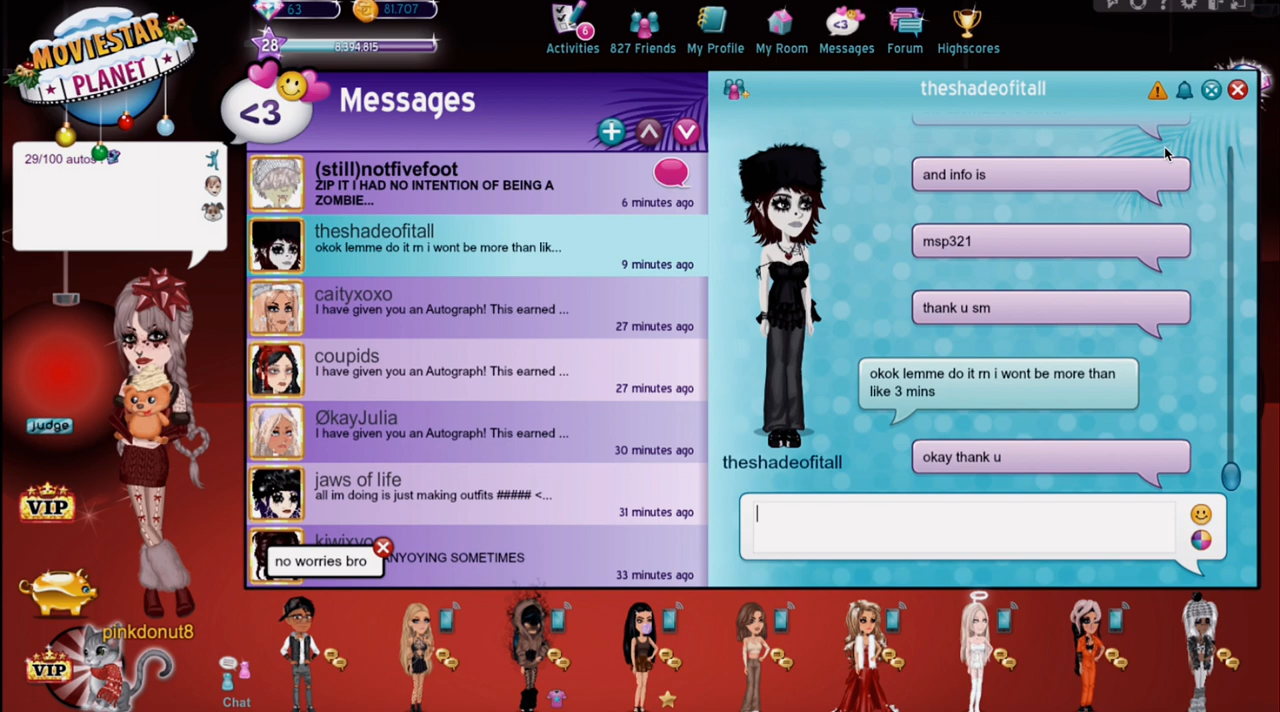 MOVIESTAR
PLANET
63
81.707
28
8,394,815
6
Activities
827 Friends
My Profile
My Room
<3
Messages
Forum
Highscores
29/100 autos
judge
VIP
VIP
pinkdonut8
<3
Messages
(still)notfivefoot
ZIP IT I HAD NO INTENTION OF BEING A
ZOMBIE...
6 minutes ago
theshadeofitall
okok lemme do it rn i wont be more than lik...
9 minutes ago
caityxoxo
I have given you an Autograph! This earned ...
27 minutes ago
coupids
I have given you an Autograph! This earned ...
27 minutes ago
ØkayJulia
I have given you an Autograph! This earned ...
30 minutes ago
jaws of life
all im doing is just making outfits ##### <...
31 minutes ago
SOMETIMES
33 minutes ago
no worries bro
theshadeofitall
and info is
msp321
thank u sm
okok lemme do it rn i wont be more than
like 3 mins
okay thank u
theshadeofitall
Chat